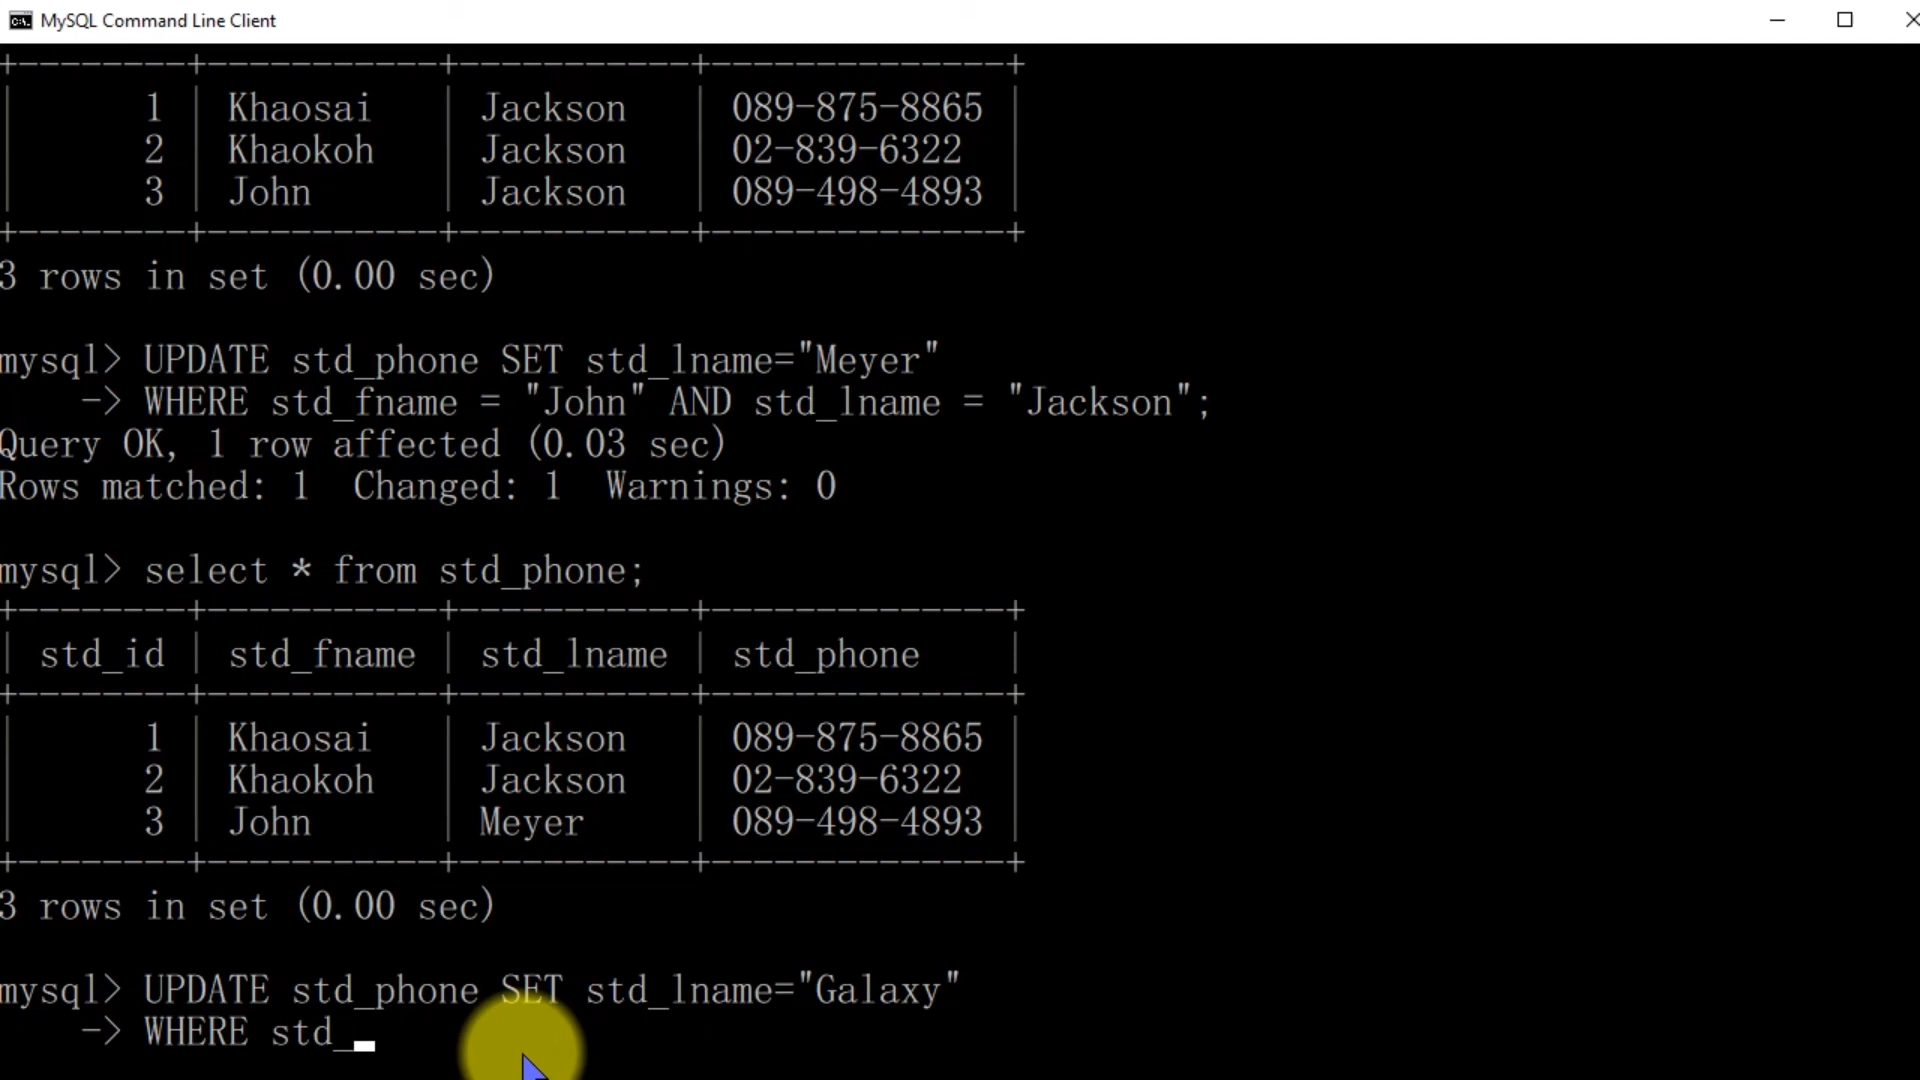 MySQL Command Line Client
+--------+-----------+-----------+--------------+
|      1 | Khaosai   | Jackson   | 089-875-8865 |
|      2 | Khaokoh   | Jackson   | 02-839-6322  |
|      3 | John      | Jackson   | 089-498-4893 |
+--------+-----------+-----------+--------------+
3 rows in set (0.00 sec)
mysql> UPDATE std_phone SET std_lname="Meyer"
    -> WHERE std_fname = "John" AND std_lname = "Jackson";
Query OK, 1 row affected (0.03 sec)
Rows matched: 1  Changed: 1  Warnings: 0
mysql> select * from std_phone;
+--------+-----------+-----------+--------------+
| std_id | std_fname | std_lname | std_phone    |
+--------+-----------+-----------+--------------+
|      1 | Khaosai   | Jackson   | 089-875-8865 |
|      2 | Khaokoh   | Jackson   | 02-839-6322  |
|      3 | John      | Meyer     | 089-498-4893 |
+--------+-----------+-----------+--------------+
3 rows in set (0.00 sec)
mysql> UPDATE std_phone SET std_lname="Galaxy"
    -> WHERE std_